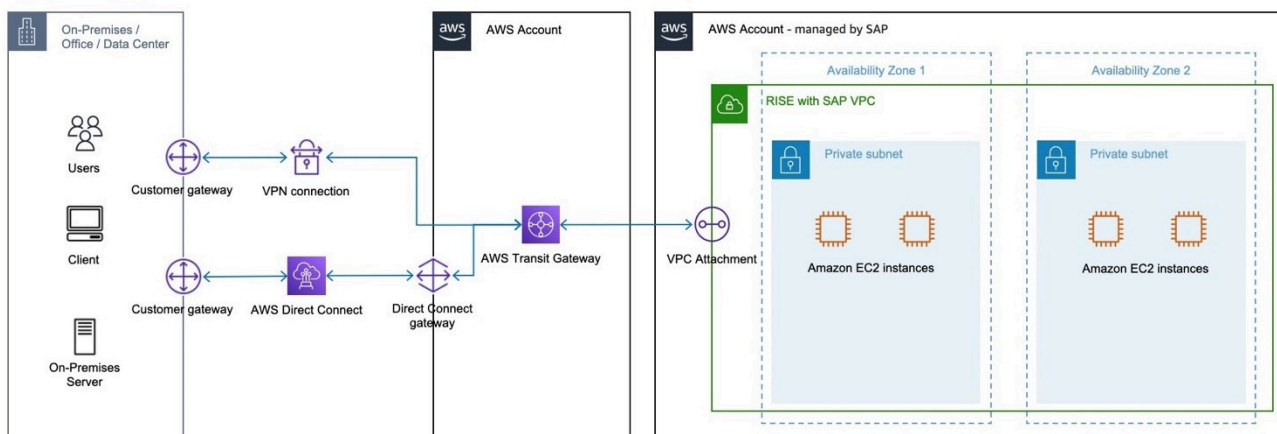 On-Premises /
Office / Data Center
Users
Client
On-Premises
Server
Customer gateway
VPN connection
Customer gateway
AWS Direct Connect
Direct Connect
gateway
aws
AWS Account
AWS Transit Gateway
aws
AWS Account - managed by SAP
Availability Zone 1
Availability Zone 2
RISE with SAP VPC
Private subnet
Private subnet
VPC Attachment
Amazon EC2 instances
Amazon EC2 instances